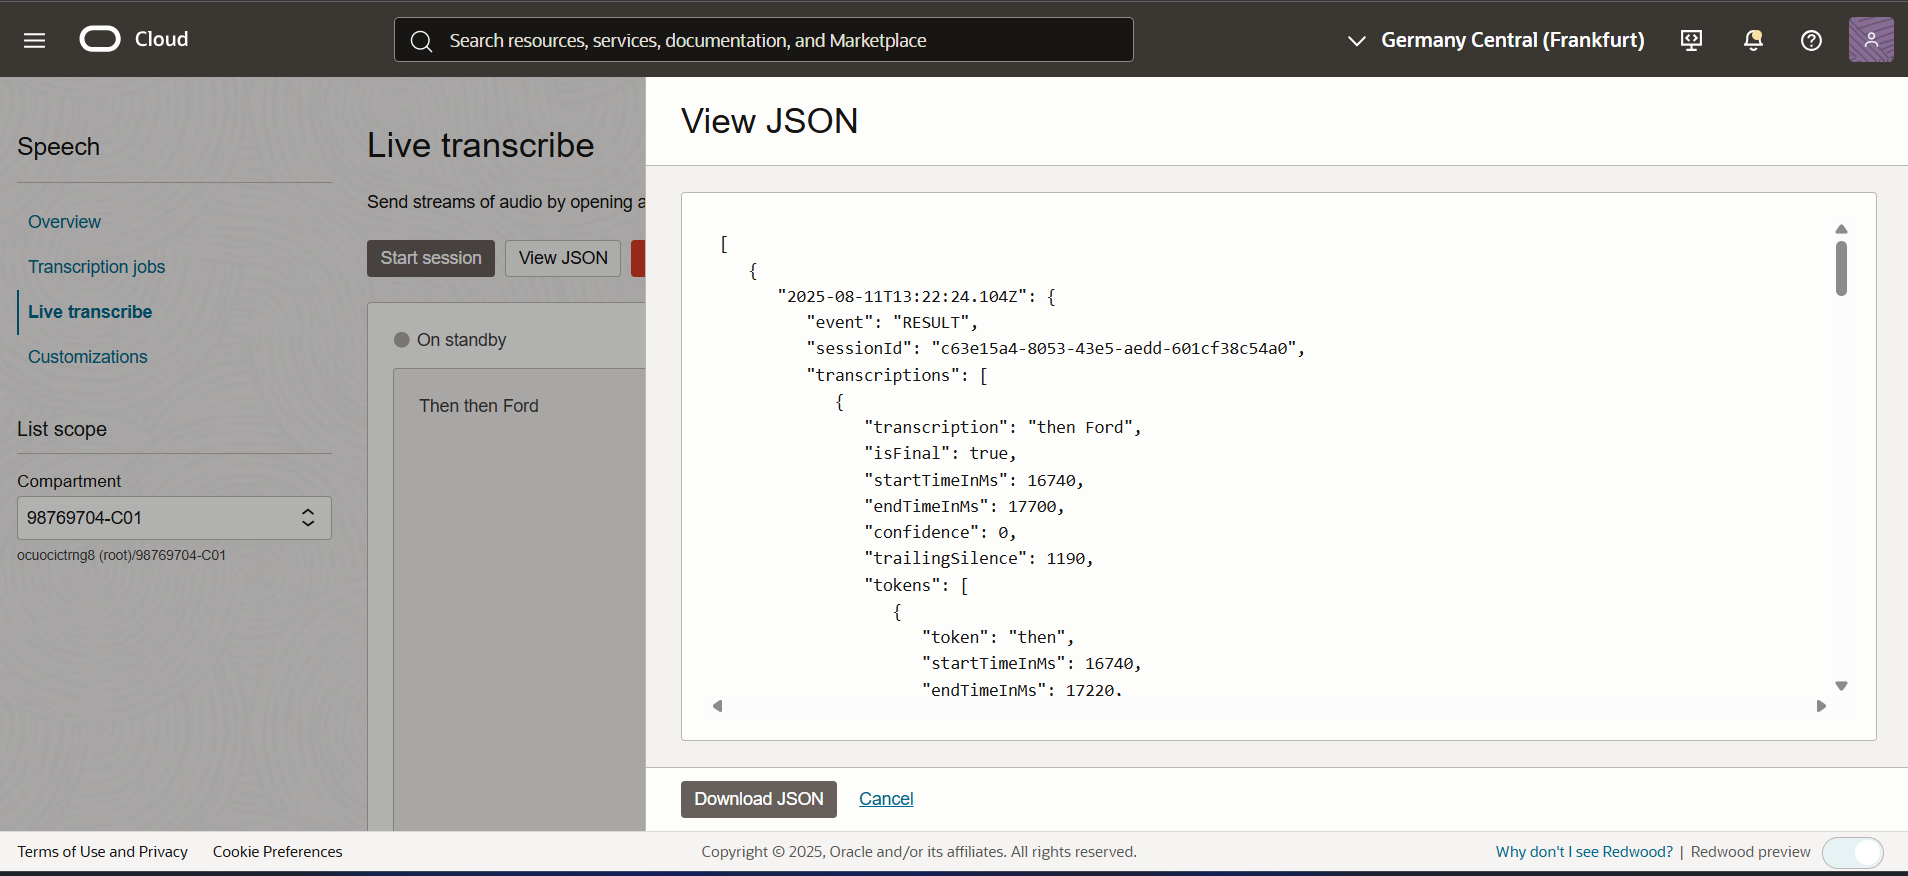 Cloud
Search resources, services, documentation, and Marketplace
Germany Central (Frankfurt)
Speech
Overview
Transcription jobs
Live transcribe
Customizations
List scope
Compartment
98769704-C01
ocuocictrng8 (root)/98769704-C01
Live transcribe
Send streams of audio by opening a
Start session
View JSON
On standby
Then then Ford
View JSON
[
{
"2025-08-11T13:22:24.104Z": {
"event": "RESULT",
"sessionId": "c63e15a4-8053-43e5-aedd-601cf38c54a0",
"transcriptions": [
{
"transcription": "then Ford",
"isFinal": true,
"startTimeInMs": 16740,
"endTimeInMs": 17700,
"confidence": 0,
"trailingSilence": 1190,
"tokens": [
{
"token": "then",
"startTimeInMs": 16740,
"endTimeInMs": 17220,
Download JSON
Cancel
Terms of Use and Privacy
Cookie Preferences
Copyright © 2025, Oracle and/or its affiliates. All rights reserved.
Why don't I see Redwood? | Redwood preview